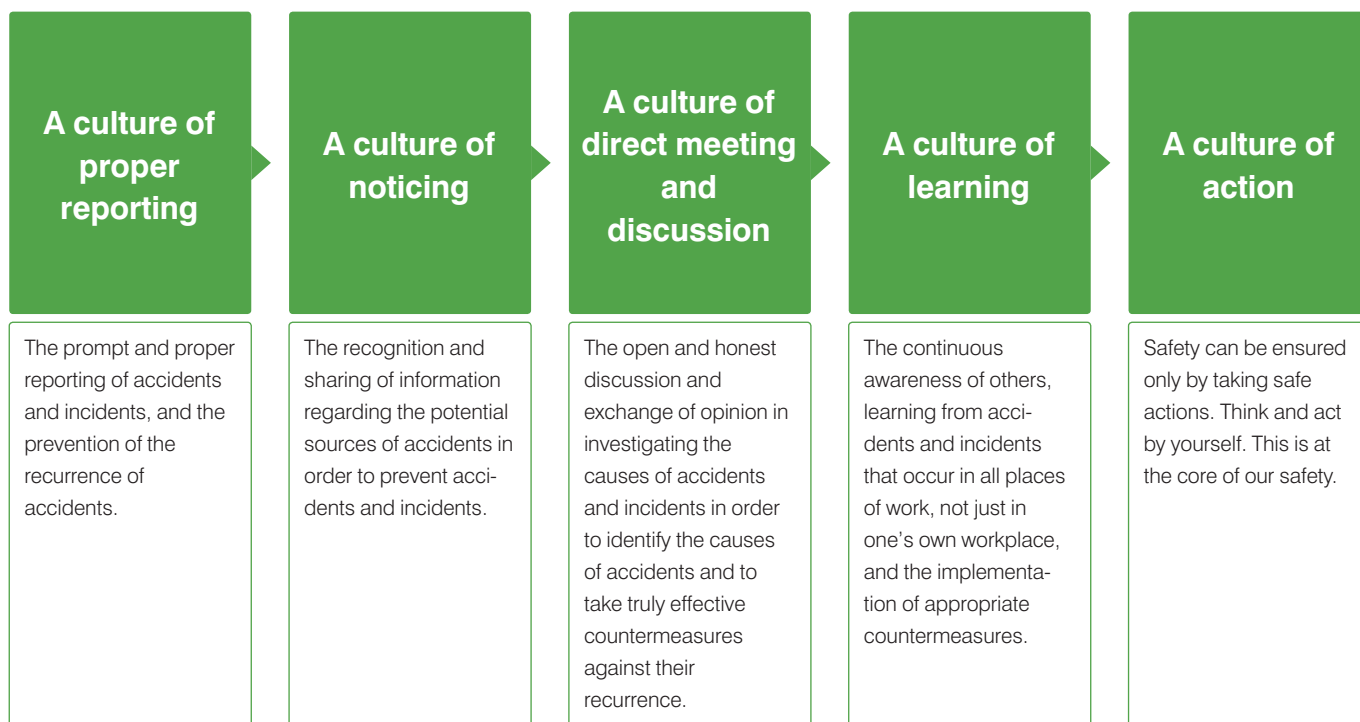 A culture of
proper
reporting
The prompt and proper
reporting of accidents
and incidents, and the
prevention of the
recurrence of
accidents.
A culture of
noticing
The recognition and
sharing of information
regarding the potential
sources of accidents in
order to prevent acci-
dents and incidents.
A culture of
direct meeting
and
discussion
The open and honest
discussion and
exchange of opinion in
investigating the
causes of accidents
and incidents in order
to identify the causes
of accidents and to
take truly effective
countermeasures
against their
recurrence.
A culture of
learning
The continuous
awareness of others,
learning from acci-
dents and incidents
that occur in all places
of work, not just in
one’s own workplace,
and the implementa-
tion of appropriate
countermeasures.
A culture of
action
Safety can be ensured
only by taking safe
actions. Think and act
by yourself. This is at
the core of our safety.